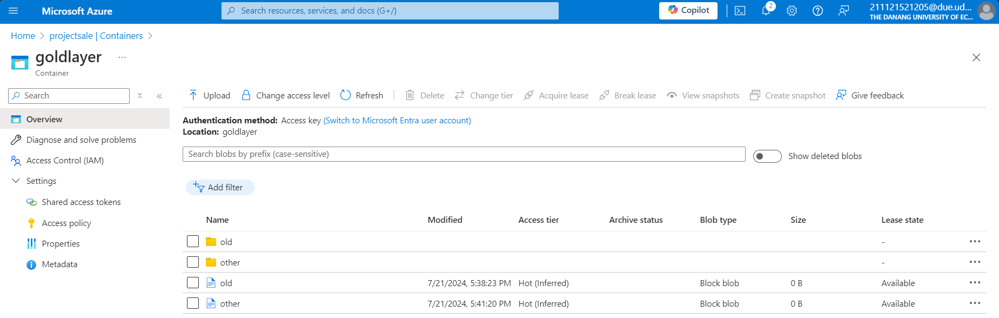 Microsoft Azure
Search resources, services, and docs (G+/)
Copilot
2
211121521205@due.ud...
THE DANANG UNIVERSITY OF EC...
Home > projectsale | Containers >
goldlayer ...
Container
Search
Upload
Change access level
Refresh
Delete
Change tier
Acquire lease
Break lease
View snapshots
Create snapshot
Give feedback
Overview
Diagnose and solve problems
Access Control (IAM)
Settings
Shared access tokens
Access policy
Properties
Metadata
Authentication method: Access key (Switch to Microsoft Entra user account)
Location: goldlayer
Search blobs by prefix (case-sensitive)
Show deleted blobs
Add filter
Name Modified Access tier Archive status Blob type Size Lease state
old -
other -
old 7/21/2024, 5:38:23 PM Hot (Inferred) Block blob 0 B Available
other 7/21/2024, 5:41:20 PM Hot (Inferred) Block blob 0 B Available